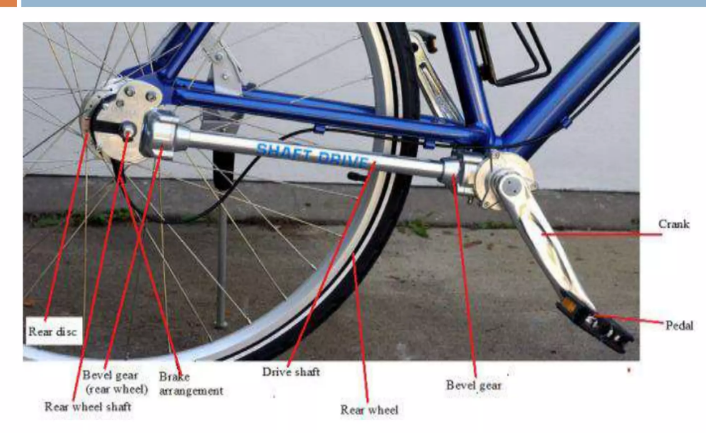 SHAFT DRIVE
Crank
Pedal
Rear disc
Bevel gear
(rear wheel)
Brake
arrangement
Drive shaft
Bevel gear
Rear wheel shaft
Rear wheel